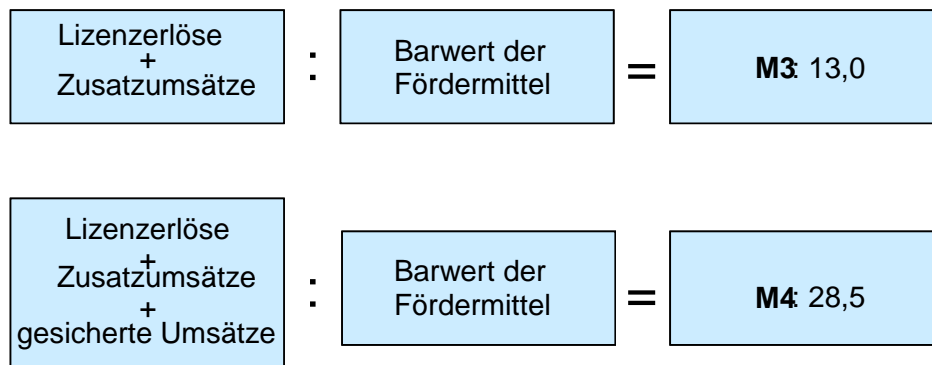 Lizenzerlöse
+
Zusatzumsätze
:
Barwert der
Fördermittel
=
M3: 13,0
Lizenzerlöse
+
Zusatzumsätze
+
gesicherte Umsätze
:
Barwert der
Fördermittel
=
M4: 28,5